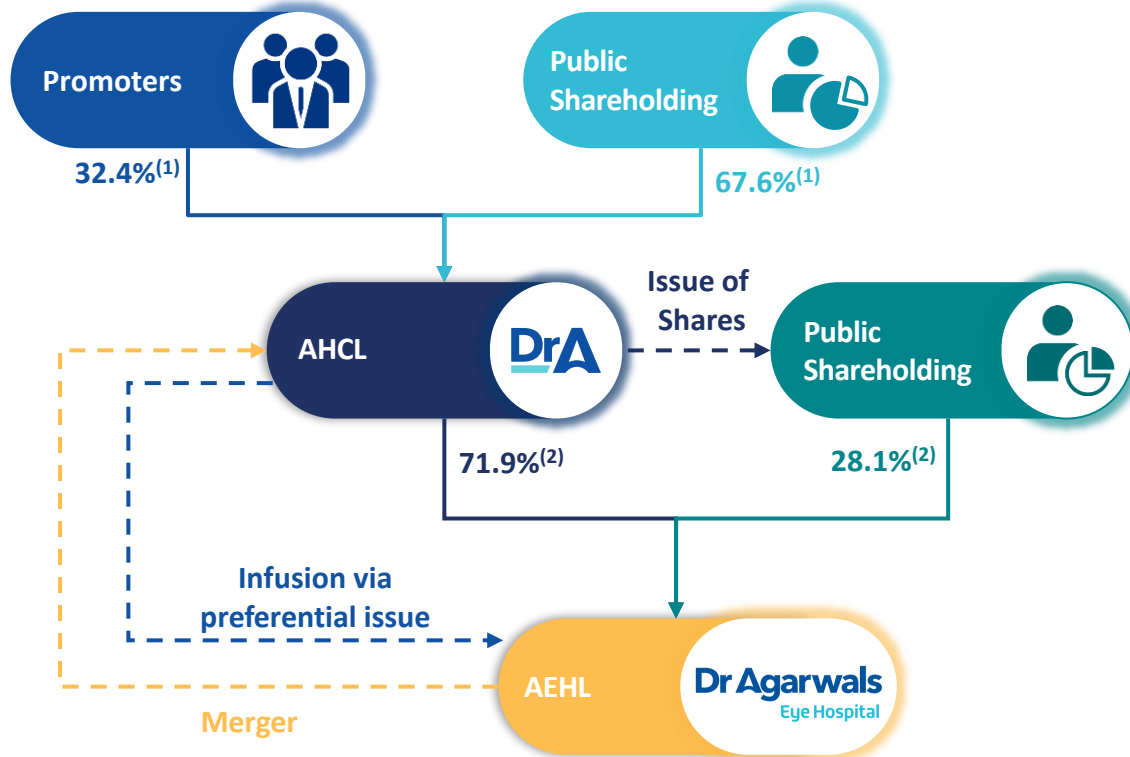 Promoters
Public
Shareholding
32.4%(1)
67.6%(1)
Issue of
Shares
AHCL
DrA
Public
Shareholding
71.9%(2)
28.1%(2)
Infusion via
preferential issue
AEHL
Dr Agarwals
Eye Hospital
Merger